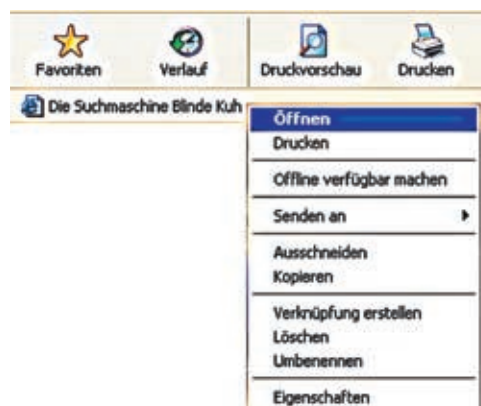 Favoriten Verlauf Druckvorschau Drucken
Die Suchmaschine Blinde Kuh
Öffnen
Drucken
Offline verfügbar machen
Senden an
Ausschneiden
Kopieren
Verknüpfung erstellen
Löschen
Umbenennen
Eigenschaften